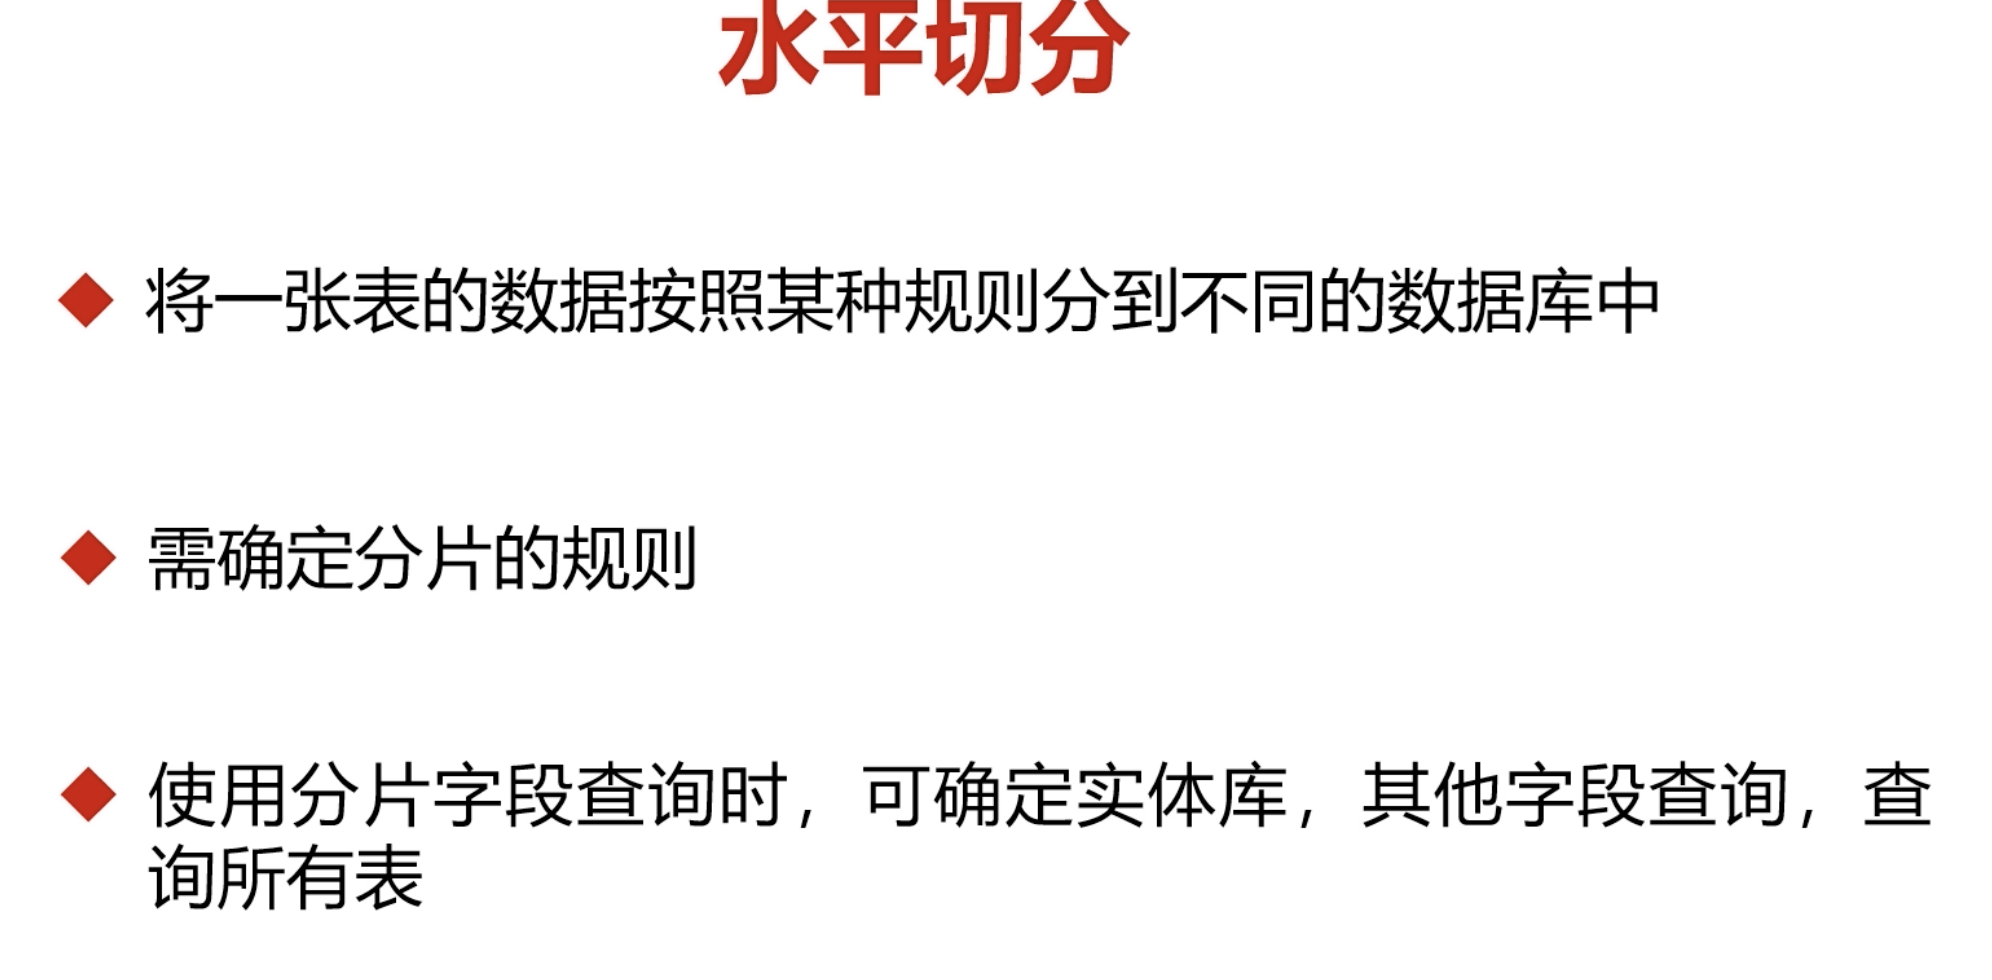 水平切分
将一张表的数据按照某种规则分到不同的数据库中
需确定分片的规则
使用分片字段查询时，可确定实体库，其他字段查询，查
询所有表